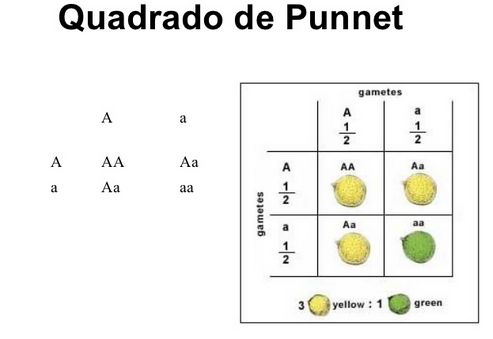 Quadrado de Punnet
A a
A AA Aa
a Aa aa
gametes
A a
1 1
2 2
gametes
A AA Aa
1
2
a Aa aa
1
2
3 yellow : 1 green